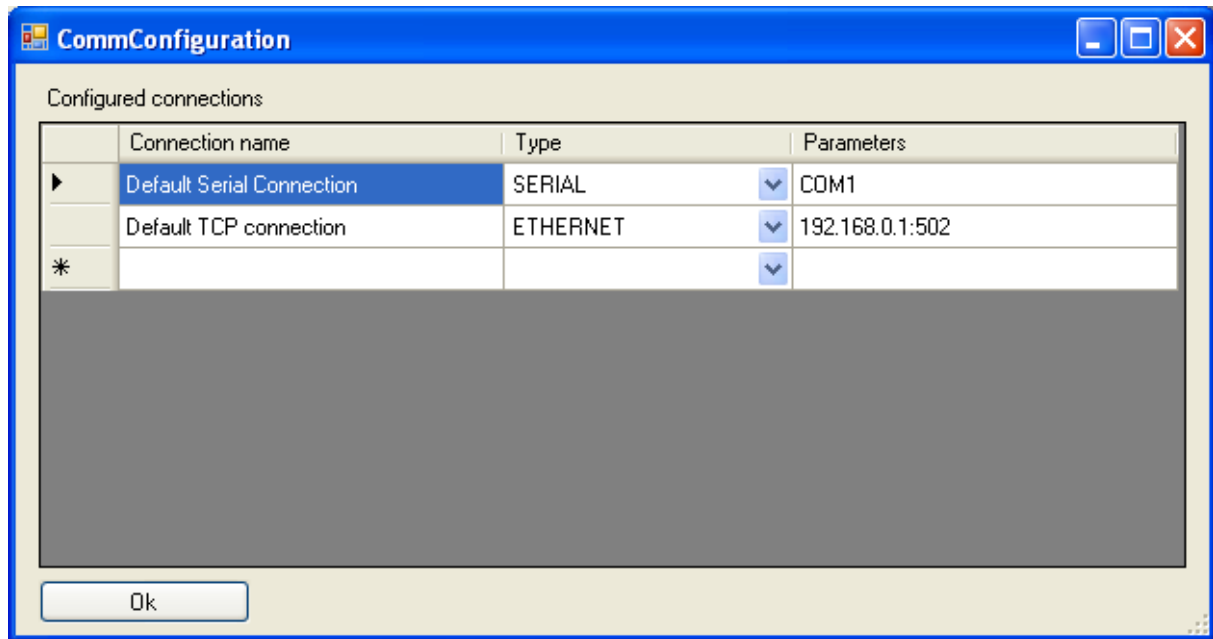 CommConfiguration
Configured connections
Connection name Type Parameters
Default Serial Connection SERIAL COM1
Default TCP connection ETHERNET 192.168.0.1:502
Ok